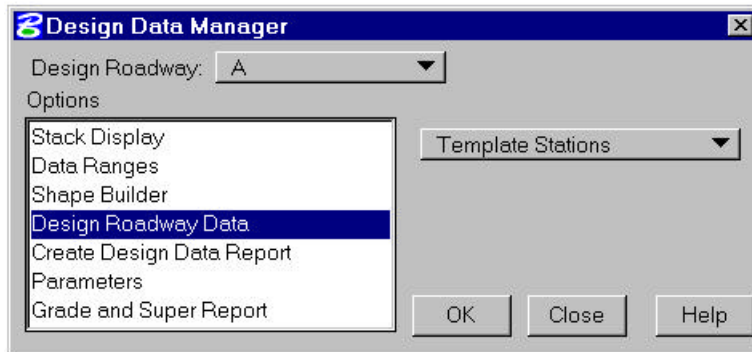 Design Data Manager
Design Roadway: A
Options
Stack Display
Data Ranges
Shape Builder
Design Roadway Data
Create Design Data Report
Parameters
Grade and Super Report
Template Stations
OK Close Help